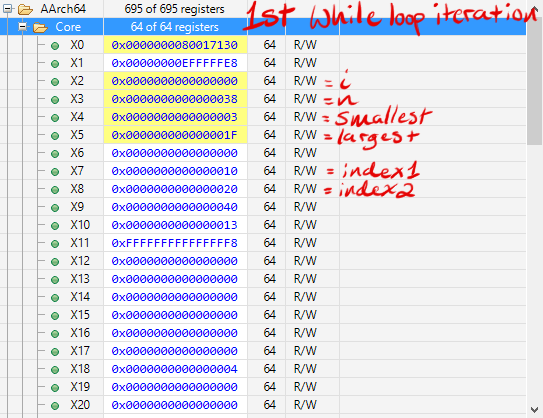 AArch64 695 of 695 registers 1st While loop iteration
Core 64 of 64 registers
X0 0x0000000080017130 64 R/W
X1 0x00000000EFFFFFE8 64 R/W
X2 0x0000000000000000 64 R/W = i
X3 0x0000000000000038 64 R/W = n
X4 0x0000000000000003 64 R/W = Smallest
X5 0x000000000000001F 64 R/W = largest
X6 0x0000000000000000 64 R/W
X7 0x0000000000000010 64 R/W = index1
X8 0x0000000000000020 64 R/W = index2
X9 0x0000000000000040 64 R/W
X10 0x0000000000000013 64 R/W
X11 0xFFFFFFFFFFFFFFF8 64 R/W
X12 0x0000000000000000 64 R/W
X13 0x0000000000000000 64 R/W
X14 0x0000000000000000 64 R/W
X15 0x0000000000000000 64 R/W
X16 0x0000000000000000 64 R/W
X17 0x0000000000000000 64 R/W
X18 0x0000000000000004 64 R/W
X19 0x0000000000000000 64 R/W
X20 0x0000000000000000 64 R/W